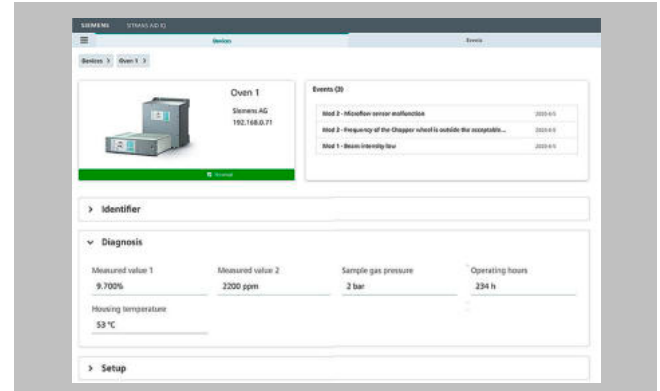 SIEMENS SITMAS AD IQ
Devices Events
Devices > Oven 1 >
Oven 1
Siemens AG
192.168.0.71
Normal
Events (3)
Mod 2 - Microflow sensor malfunction
Mod 2 - Frequency of the Chopper wheel is outside the acceptable...
Mod 1 - Beam intensity low
> Identifier
Diagnosis
Measured value 1 Measured value 2 Sample gas pressure Operating hours
9.700% 2200 ppm 2 bar 234 h
Housing temperature
53 °C
> Setup